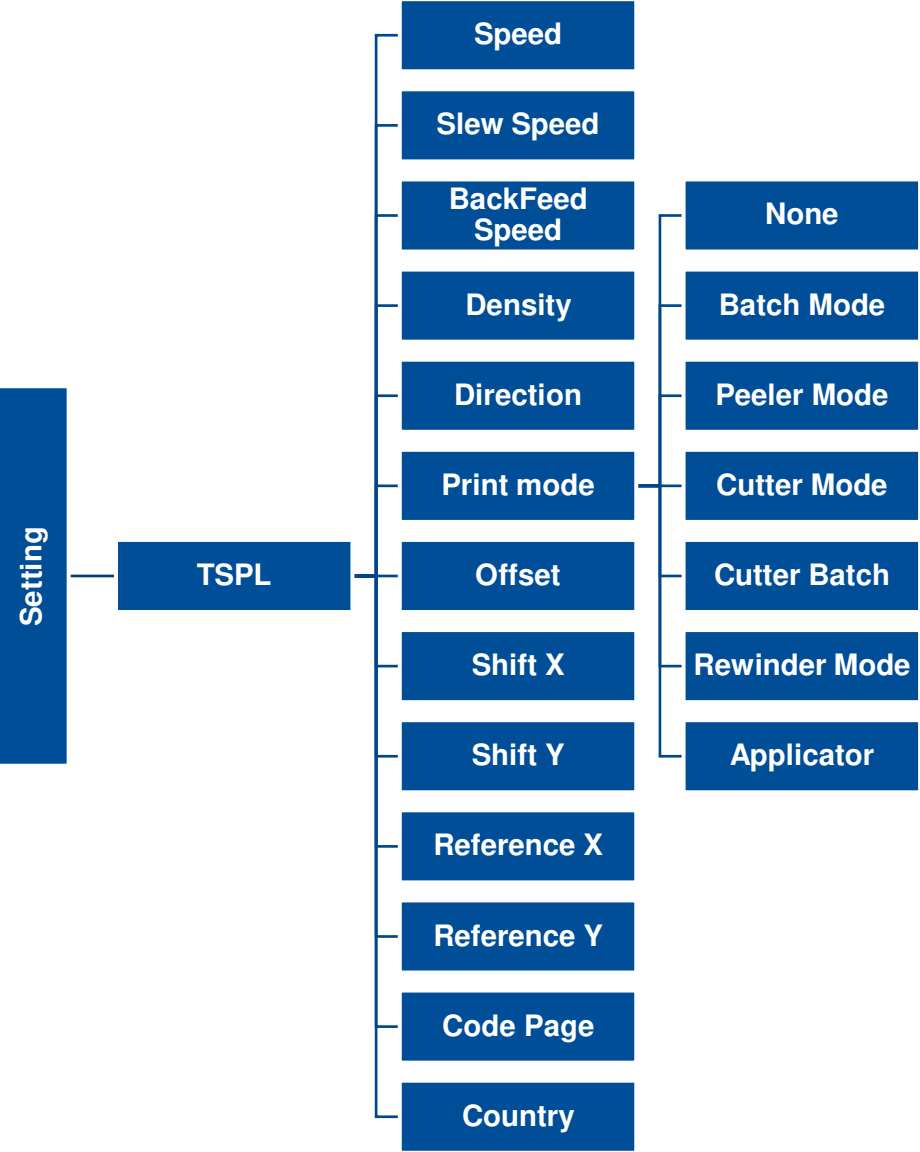 Setting
TSPL
Speed
Slew Speed
BackFeed
Speed
Density
Direction
Print mode
Offset
Shift X
Shift Y
Reference X
Reference Y
Code Page
Country
None
Batch Mode
Peeler Mode
Cutter Mode
Cutter Batch
Rewinder Mode
Applicator